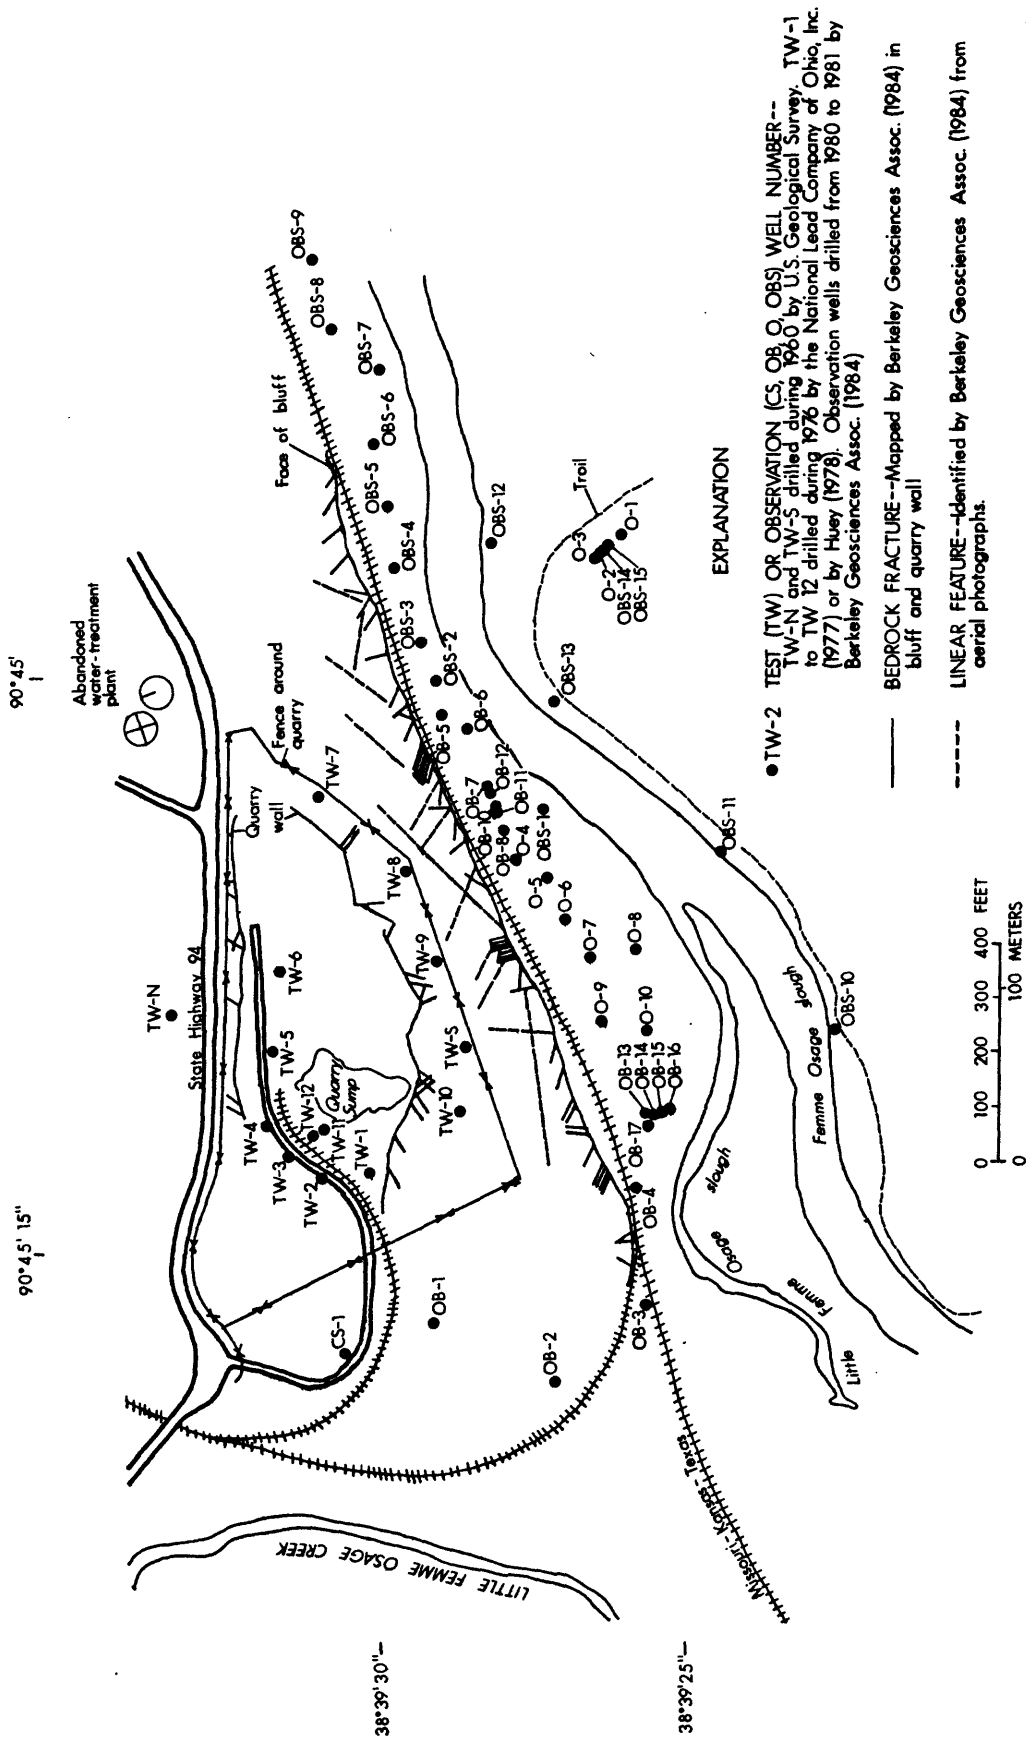 90°45' 15"
90°45'
38°39'30"
38°39'25"
Abandoned
water-treatment
plant
State Highway 94
Quarry
wall
Fence around
quarry
Face of bluff
Quarry
Sump
LITTLE FEMME OSAGE CREEK
Missouri-Kansas-Texas
Little Femme Osage slough
Femme Osage slough
Trail
TW-N
TW-1
TW-2
TW-3
TW-4
TW-5
TW-6
TW-7
TW-8
TW-9
TW-10
TW-11
TW-12
TW-S
CS-1
OB-1
OB-2
OB-3
OB-4
OB-17
OB-13
OB-14
OB-15
OB-16
O-10
O-9
O-8
O-7
O-6
O-5
O-4
OBS-1
OB-8
OB-10
OB-11
OB-7
OB-12
OB-6
OB-5
OBS-2
OBS-3
OBS-4
OBS-5
OBS-6
OBS-7
OBS-8
OBS-9
OBS-10
OBS-11
OBS-12
OBS-13
O-3
O-2
OBS-14
OBS-15
O-1
0 100 200 300 400 FEET
0 100 METERS
EXPLANATION
TW-2 TEST (TW) OR OBSERVATION (CS, OB, O, OBS) WELL NUMBER--
TW-N and TW-S drilled during 1960 by U.S. Geological Survey. TW-1
to TW 12 drilled during 1976 by the National Lead Company of Ohio, Inc.
(1977) or by Huey (1978). Observation wells drilled from 1980 to 1981 by
Berkeley Geosciences Assoc. (1984)
BEDROCK FRACTURE--Mapped by Berkeley Geosciences Assoc. (1984) in
bluff and quarry wall
LINEAR FEATURE--Identified by Berkeley Geosciences Assoc. (1984) from
aerial photographs.